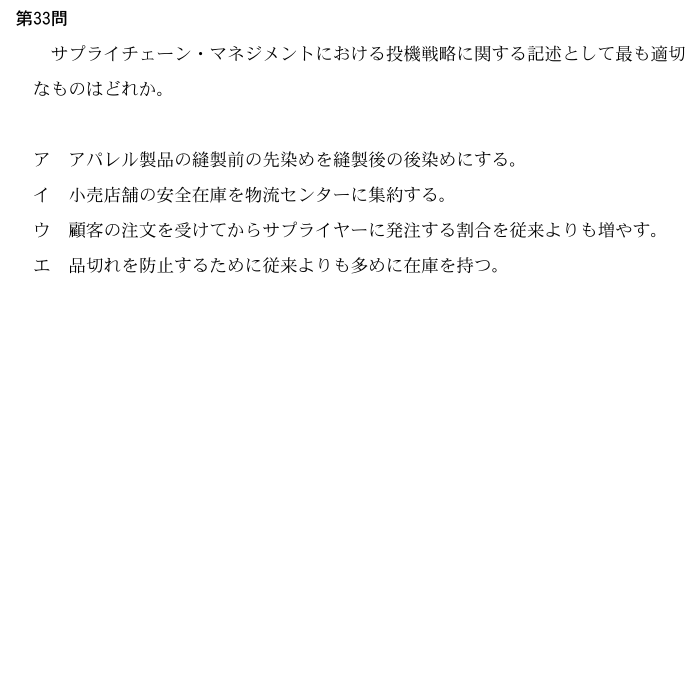 第33問
サプライチェーン・マネジメントにおける投機戦略に関する記述として最も適切
なものはどれか。
ア　アパレル製品の縫製前の先染めを縫製後の後染めにする。
イ　小売店舗の安全在庫を物流センターに集約する。
ウ　顧客の注文を受けてからサプライヤーに発注する割合を従来よりも増やす。
エ　品切れを防止するために従来よりも多めに在庫を持つ。